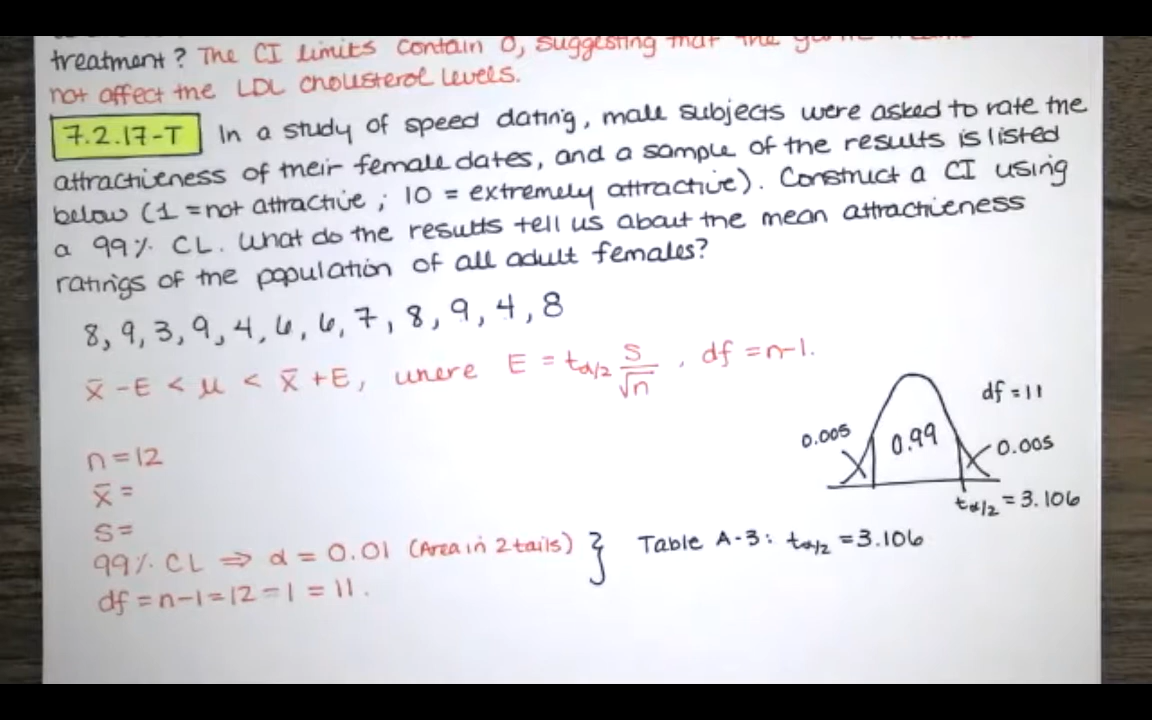 treatment? The CI limits contain 0, suggesting that the
not affect the LDL cholusterol levels.
7.2.17-T In a study of speed dating, male subjects were asked to rate the
attractiveness of their female dates, and a sample of the results is listed
below (1 = not attractive ; 10 = extremely attractive). Construct a CI using
a 99% CL. What do the results tell us about the mean attractiveness
ratings of the population of all adult females?
8, 9, 3, 9, 4, 6, 6, 7, 8, 9, 4, 8
x̄ - E < μ < x̄ + E, where E = tα/2 s/√n , df = n-1.
df = 11
0.005 0.99 0.005
n = 12
x̄ =
tα/2 = 3.106
s =
99% CL ⇒ α = 0.01 (Area in 2 tails) } Table A-3: tα/2 = 3.106
df = n-1 = 12-1 = 11.